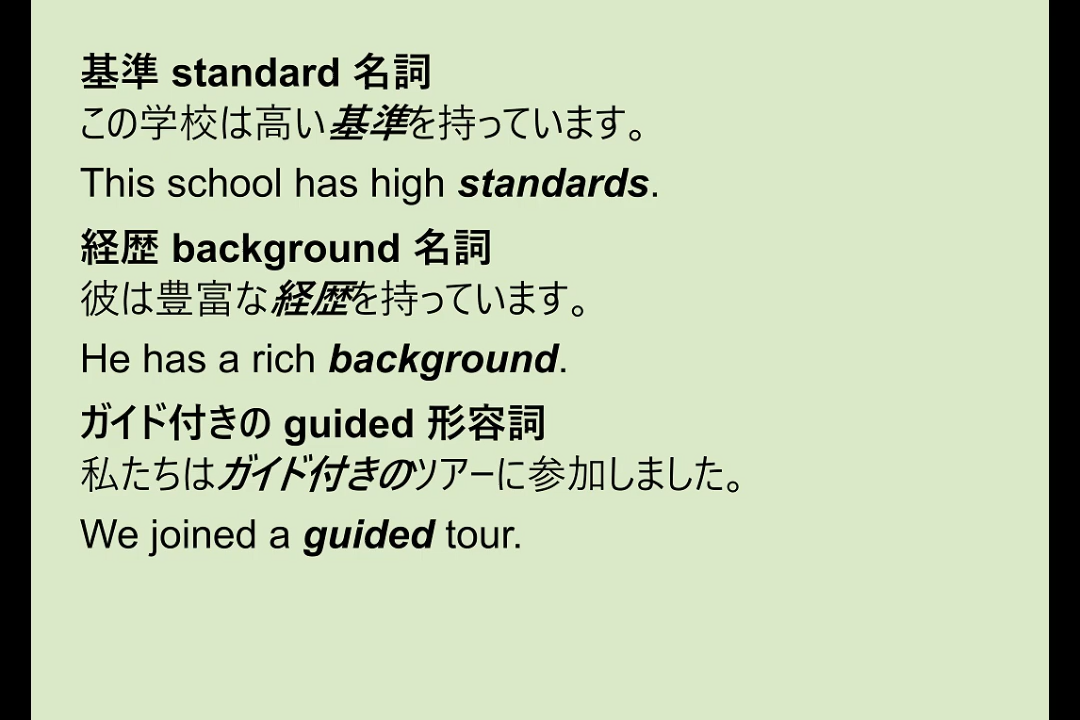 基準 standard 名詞
この学校は高い基準を持っています。
This school has high standards.
経歴 background 名詞
彼は豊富な経歴を持っています。
He has a rich background.
ガイド付きの guided 形容詞
私たちはガイド付きのツアーに参加しました。
We joined a guided tour.